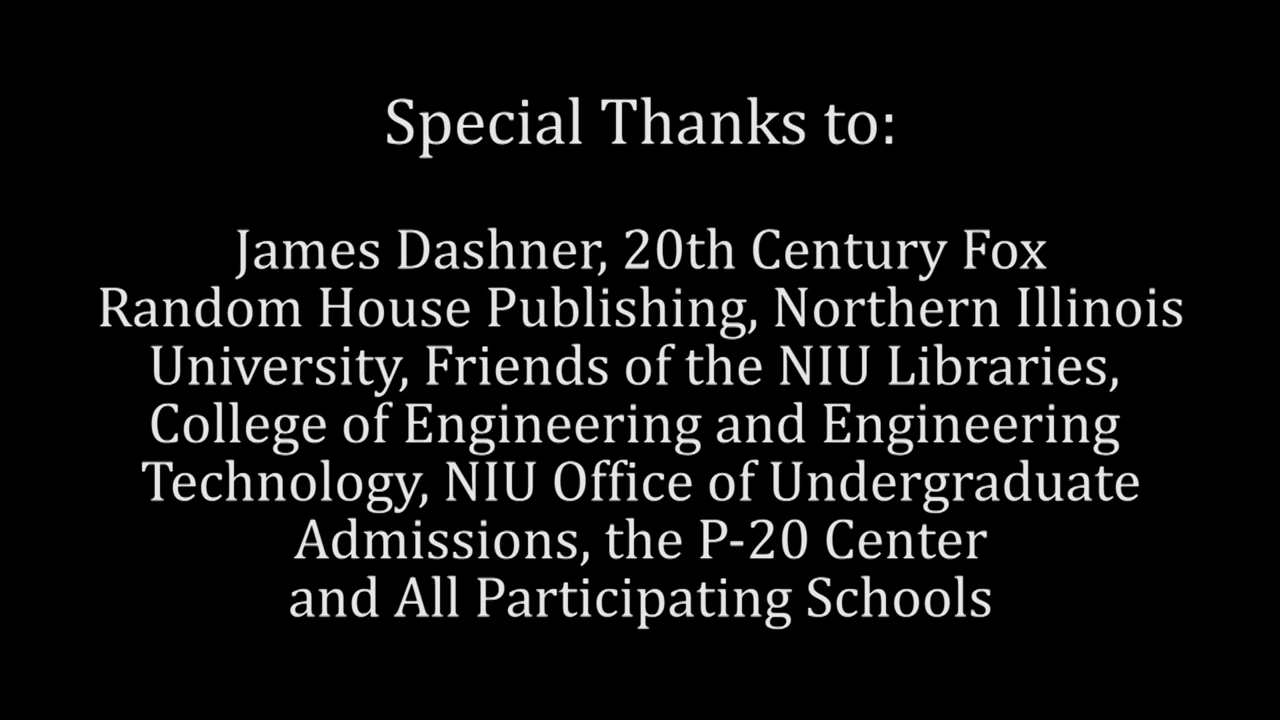 Special Thanks to:
James Dashner, 20th Century Fox
Random House Publishing, Northern Illinois
University, Friends of the NIU Libraries,
College of Engineering and Engineering
Technology, NIU Office of Undergraduate
Admissions, the P-20 Center
and All Participating Schools